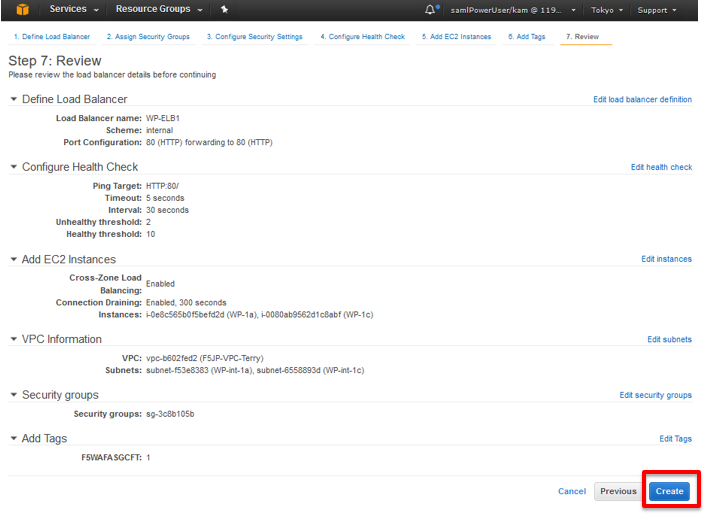 Services Resource Groups samlPowerUser/kam @ 119... Tokyo Support
1. Define Load Balancer 2. Assign Security Groups 3. Configure Security Settings 4. Configure Health Check 5. Add EC2 Instances 6. Add Tags 7. Review
Step 7: Review
Please review the load balancer details before continuing
Define Load Balancer Edit load balancer definition
Load Balancer name: WP-ELB1
Scheme: internal
Port Configuration: 80 (HTTP) forwarding to 80 (HTTP)
Configure Health Check Edit health check
Ping Target: HTTP:80/
Timeout: 5 seconds
Interval: 30 seconds
Unhealthy threshold: 2
Healthy threshold: 10
Add EC2 Instances Edit instances
Cross-Zone Load
Balancing: Enabled
Connection Draining: Enabled, 300 seconds
Instances: i-0e8c565b0f5befd2d (WP-1a), i-0080ab9562d1c8abf (WP-1c)
VPC Information Edit subnets
VPC: vpc-b602fed2 (F5JP-VPC-Terry)
Subnets: subnet-f53e8383 (WP-int-1a), subnet-6558893d (WP-int-1c)
Security groups Edit security groups
Security groups: sg-3c8b105b
Add Tags Edit Tags
F5WAFASGCFT: 1
Cancel Previous Create